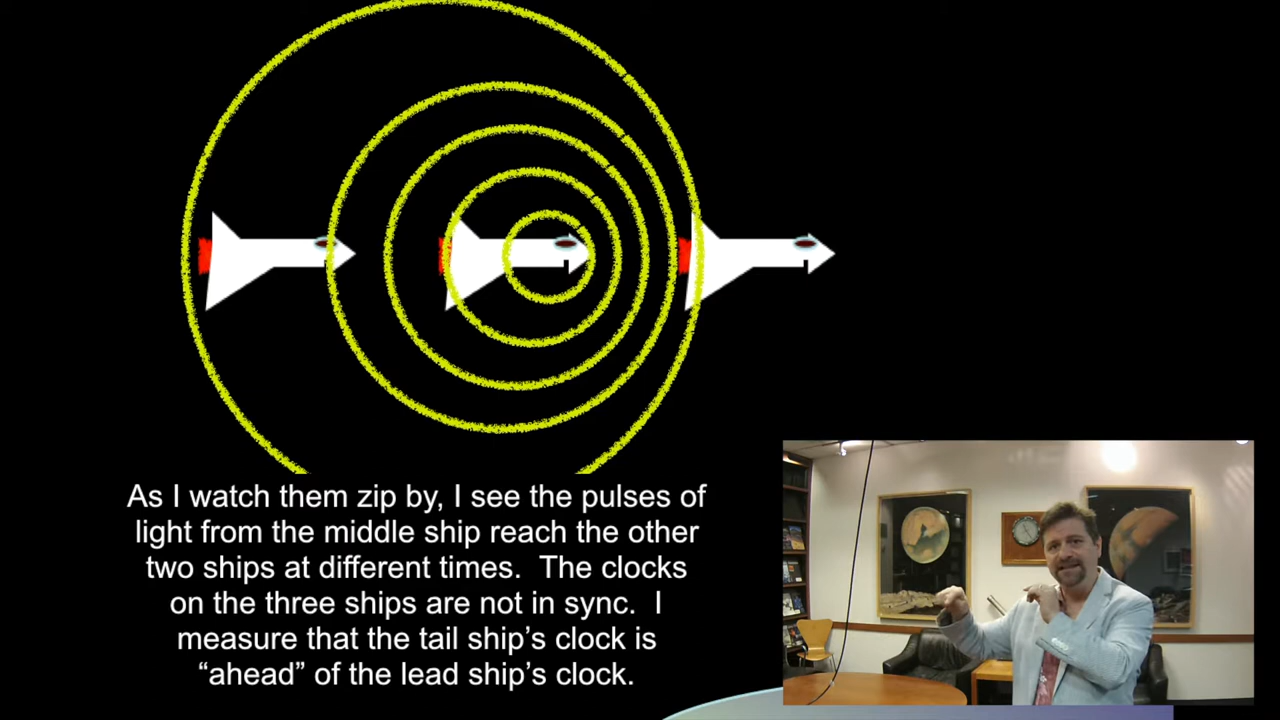 As I watch them zip by, I see the pulses of
light from the middle ship reach the other
two ships at different times.  The clocks
on the three ships are not in sync.  I
measure that the tail ship’s clock is
“ahead” of the lead ship’s clock.